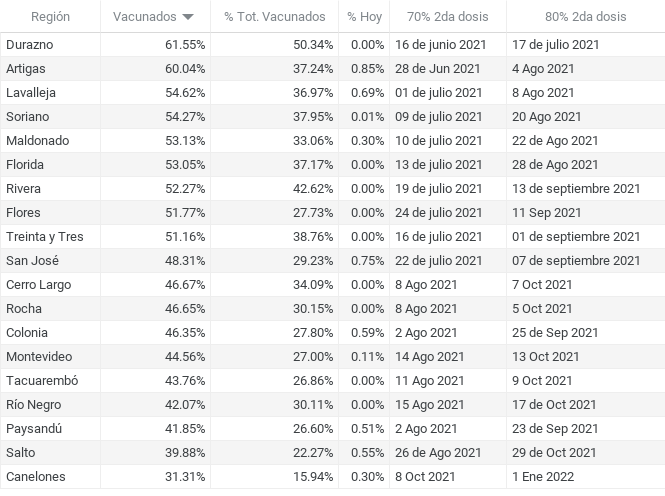 Región Vacunados % Tot. Vacunados % Hoy 70% 2da dosis 80% 2da dosis
Durazno 61.55% 50.34% 0.00% 16 de junio 2021 17 de julio 2021
Artigas 60.04% 37.24% 0.85% 28 de Jun 2021 4 Ago 2021
Lavalleja 54.62% 36.97% 0.69% 01 de julio 2021 8 Ago 2021
Soriano 54.27% 37.95% 0.01% 09 de julio 2021 20 Ago 2021
Maldonado 53.13% 33.06% 0.30% 10 de julio 2021 22 de Ago 2021
Florida 53.05% 37.17% 0.00% 13 de julio 2021 28 de Ago 2021
Rivera 52.27% 42.62% 0.00% 19 de julio 2021 13 de septiembre 2021
Flores 51.77% 27.73% 0.00% 24 de julio 2021 11 Sep 2021
Treinta y Tres 51.16% 38.76% 0.00% 16 de julio 2021 01 de septiembre 2021
San José 48.31% 29.23% 0.75% 22 de julio 2021 07 de septiembre 2021
Cerro Largo 46.67% 34.09% 0.00% 8 Ago 2021 7 Oct 2021
Rocha 46.65% 30.15% 0.00% 8 Ago 2021 5 Oct 2021
Colonia 46.35% 27.80% 0.59% 2 Ago 2021 25 de Sep 2021
Montevideo 44.56% 27.00% 0.11% 14 Ago 2021 13 Oct 2021
Tacuarembó 43.76% 26.86% 0.00% 11 Ago 2021 9 Oct 2021
Río Negro 42.07% 30.11% 0.00% 15 Ago 2021 17 de Oct 2021
Paysandú 41.85% 26.60% 0.51% 2 Ago 2021 23 de Sep 2021
Salto 39.88% 22.27% 0.55% 26 de Ago 2021 29 de Oct 2021
Canelones 31.31% 15.94% 0.30% 8 Oct 2021 1 Ene 2022